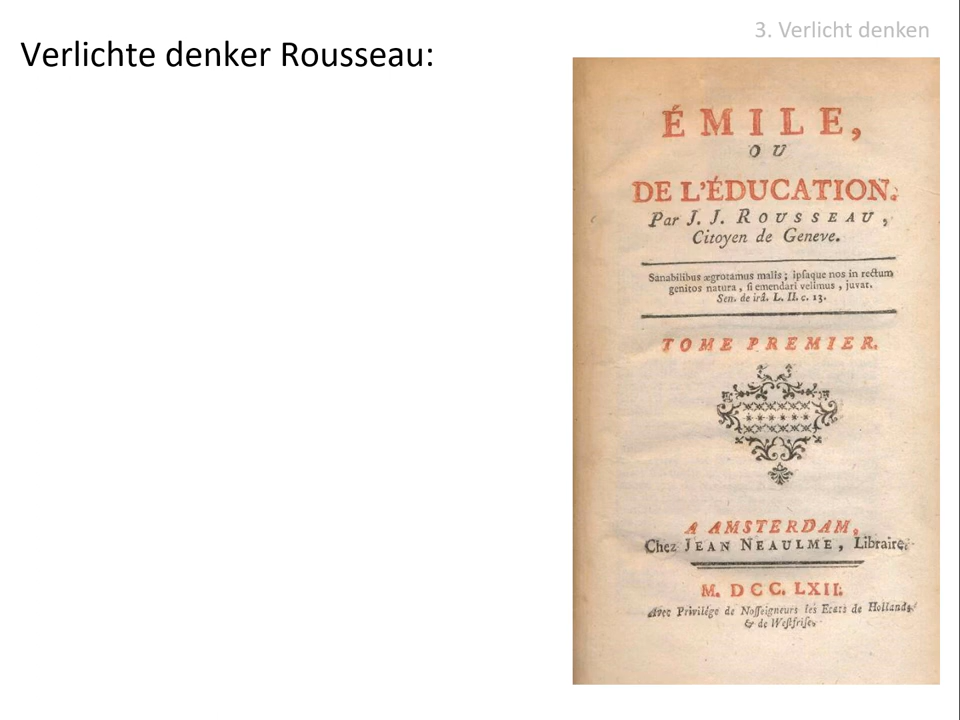 3. Verlicht denken
Verlichte denker Rousseau:
ÉMILE,
OU
DE L'ÉDUCATION.
Par J. J. ROUSSEAU,
Citoyen de Geneve.
Sanabilibus ægrotamus malis; ipſaque nos in rectum
genitos natura, ſi emendari velimus, juvat.
Sen. de irâ. L. II. c. 13.
TOME PREMIER.
A AMSTERDAM,
Chez JEAN NEAULME, Libraire.
M. DCC. LXII.
Avec Privilége de Noſſeigneurs les Etats de Hollande
& de Weſtfriſe.